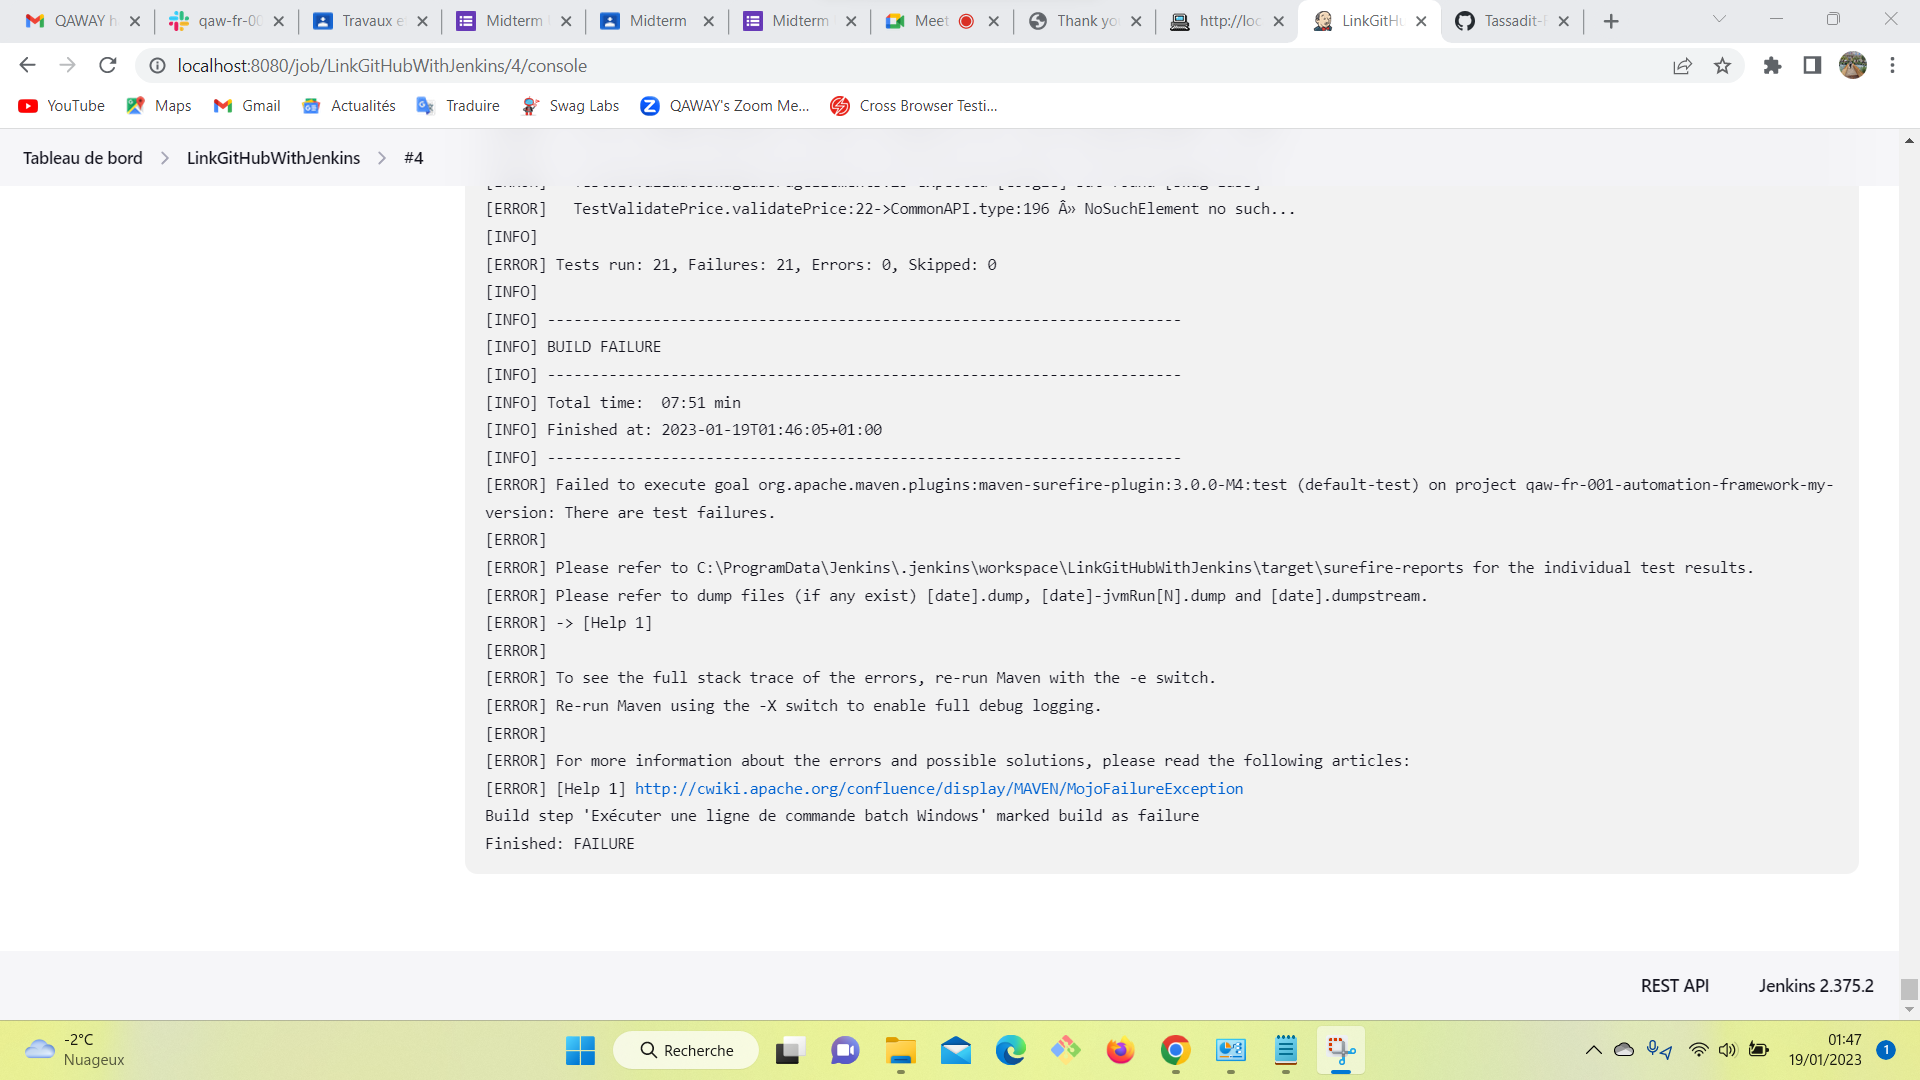 QAWAY h
qaw-fr-00
Travaux e
Midterm
Midterm
Midterm
Meet
Thank yo
http://loc
LinkGitHu
Tassadit-
localhost:8080/job/LinkGitHubWithJenkins/4/console
YouTube
Maps
Gmail
Actualités
Traduire
Swag Labs
QAWAY's Zoom Me...
Cross Browser Testi...
Tableau de bord
LinkGitHubWithJenkins
#4
[ERROR]   TestValidatePrice.validatePrice:22->CommonAPI.type:196 Â» NoSuchElement no such...
[INFO]
[ERROR] Tests run: 21, Failures: 21, Errors: 0, Skipped: 0
[INFO]
[INFO] ------------------------------------------------------------------------
[INFO] BUILD FAILURE
[INFO] ------------------------------------------------------------------------
[INFO] Total time:  07:51 min
[INFO] Finished at: 2023-01-19T01:46:05+01:00
[INFO] ------------------------------------------------------------------------
[ERROR] Failed to execute goal org.apache.maven.plugins:maven-surefire-plugin:3.0.0-M4:test (default-test) on project qaw-fr-001-automation-framework-my-
version: There are test failures.
[ERROR]
[ERROR] Please refer to C:\ProgramData\Jenkins\.jenkins\workspace\LinkGitHubWithJenkins\target\surefire-reports for the individual test results.
[ERROR] Please refer to dump files (if any exist) [date].dump, [date]-jvmRun[N].dump and [date].dumpstream.
[ERROR] -> [Help 1]
[ERROR]
[ERROR] To see the full stack trace of the errors, re-run Maven with the -e switch.
[ERROR] Re-run Maven using the -X switch to enable full debug logging.
[ERROR]
[ERROR] For more information about the errors and possible solutions, please read the following articles:
[ERROR] [Help 1] http://cwiki.apache.org/confluence/display/MAVEN/MojoFailureException
Build step 'Exécuter une ligne de commande batch Windows' marked build as failure
Finished: FAILURE
REST API
Jenkins 2.375.2
-2°C
Nuageux
Recherche
01:47
19/01/2023
1